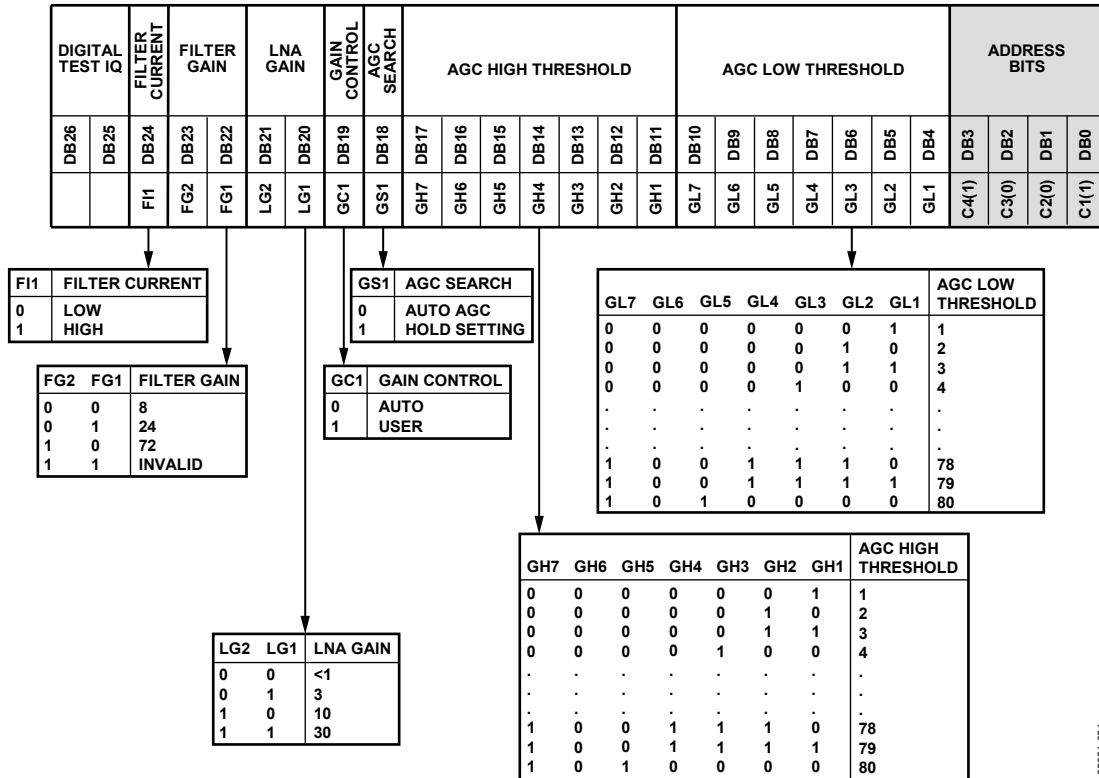 DIGITAL TEST IQ
FILTER CURRENT
FILTER GAIN
LNA GAIN
GAIN CONTROL
AGC SEARCH
AGC HIGH THRESHOLD
AGC LOW THRESHOLD
ADDRESS BITS
DB26 DB25 DB24 DB23 DB22 DB21 DB20 DB19 DB18 DB17 DB16 DB15 DB14 DB13 DB12 DB11 DB10 DB9 DB8 DB7 DB6 DB5 DB4 DB3 DB2 DB1 DB0
FI1 FG2 FG1 LG2 LG1 GC1 GS1 GH7 GH6 GH5 GH4 GH3 GH2 GH1 GL7 GL6 GL5 GL4 GL3 GL2 GL1 C4(1) C3(0) C2(0) C1(1)
FI1 FILTER CURRENT
0 LOW
1 HIGH
GS1 AGC SEARCH
0 AUTO AGC
1 HOLD SETTING
GL7 GL6 GL5 GL4 GL3 GL2 GL1 AGC LOW THRESHOLD
0 0 0 0 0 0 1 1
0 0 0 0 0 1 0 2
0 0 0 0 0 1 1 3
0 0 0 0 1 0 0 4
. . . . . . . .
. . . . . . . .
. . . . . . . .
1 0 0 1 1 1 0 78
1 0 0 1 1 1 1 79
1 0 1 0 0 0 0 80
FG2 FG1 FILTER GAIN
0 0 8
0 1 24
1 0 72
1 1 INVALID
GC1 GAIN CONTROL
0 AUTO
1 USER
GH7 GH6 GH5 GH4 GH3 GH2 GH1 AGC HIGH THRESHOLD
0 0 0 0 0 0 1 1
0 0 0 0 0 1 0 2
0 0 0 0 0 1 1 3
0 0 0 0 1 0 0 4
. . . . . . . .
. . . . . . . .
. . . . . . . .
1 0 0 1 1 1 0 78
1 0 0 1 1 1 1 79
1 0 1 0 0 0 0 80
LG2 LG1 LNA GAIN
0 0 <1
0 1 3
1 0 10
1 1 30